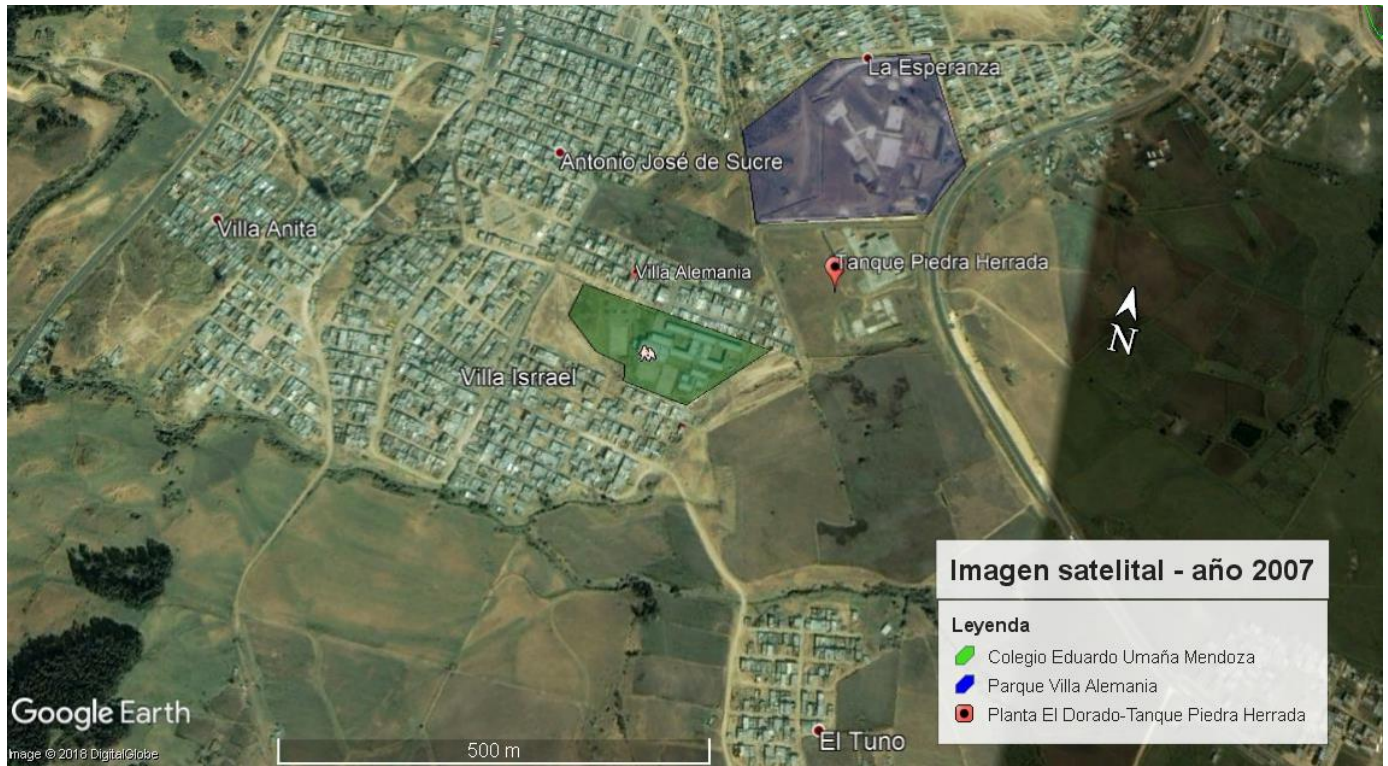 La Esperanza
Antonio José de Sucre
Villa Anita
Tanque Piedra Herrada
Villa Alemania
N
Villa Isrrael
Imagen satelital - año 2007
Leyenda
Colegio Eduardo Umaña Mendoza
Parque Villa Alemania
Planta El Dorado-Tanque Piedra Herrada
El Tuno
Google Earth
500 m
Image © 2018 DigitalGlobe